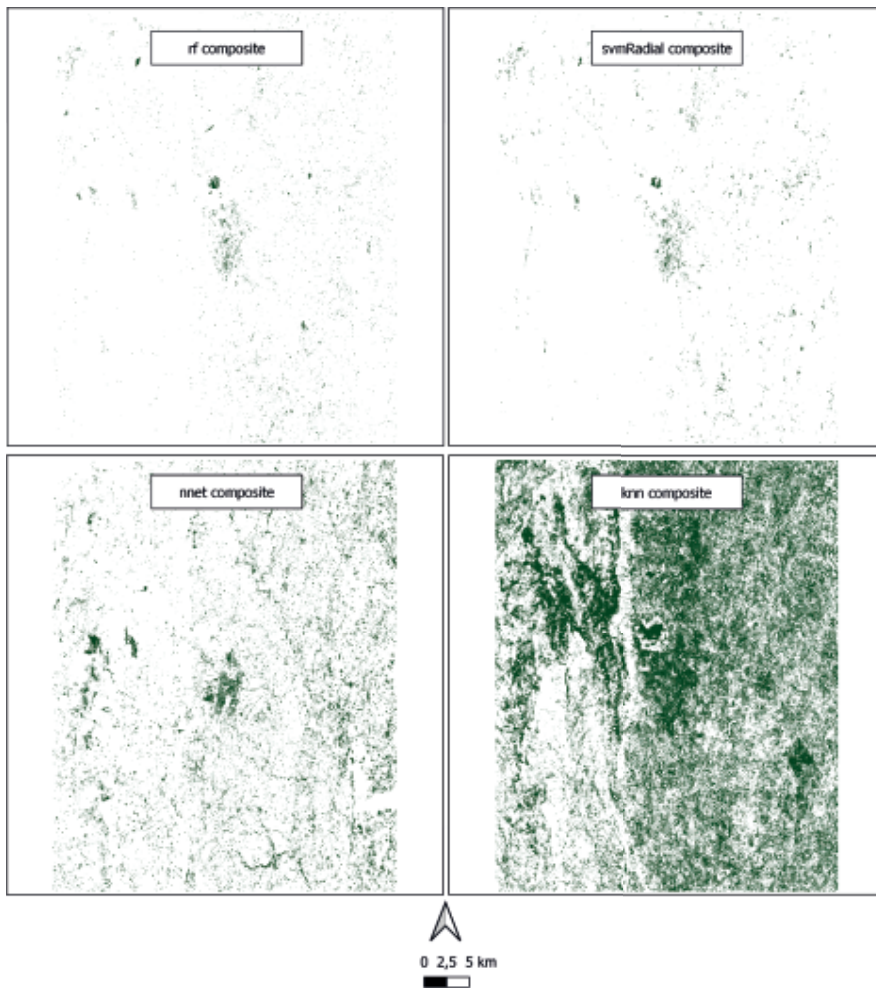 rf composite
svmRadial composite
nnet composite
knn composite
0 2,5 5 km